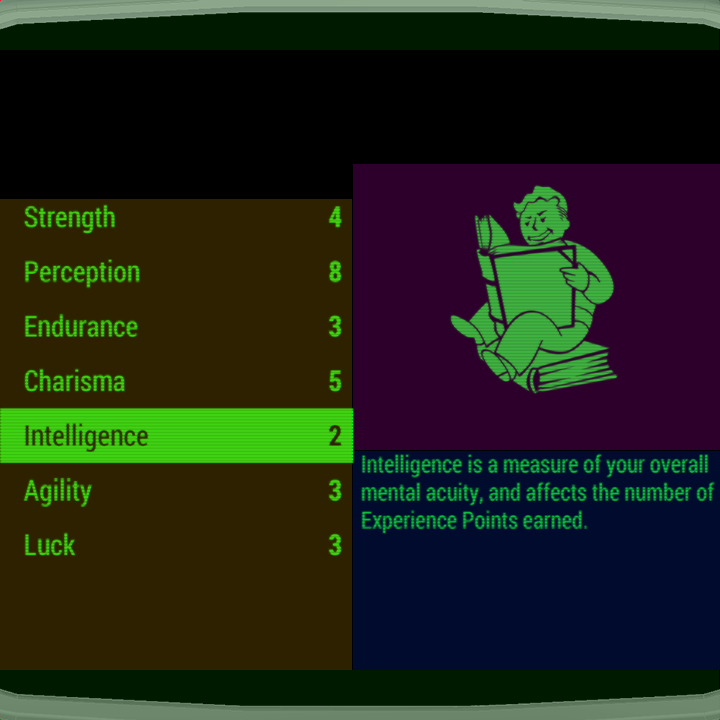 Strength 4
Perception 8
Endurance 3
Charisma 5
Intelligence 2
Agility 3
Luck 3
Intelligence is a measure of your overall
mental acuity, and affects the number of
Experience Points earned.